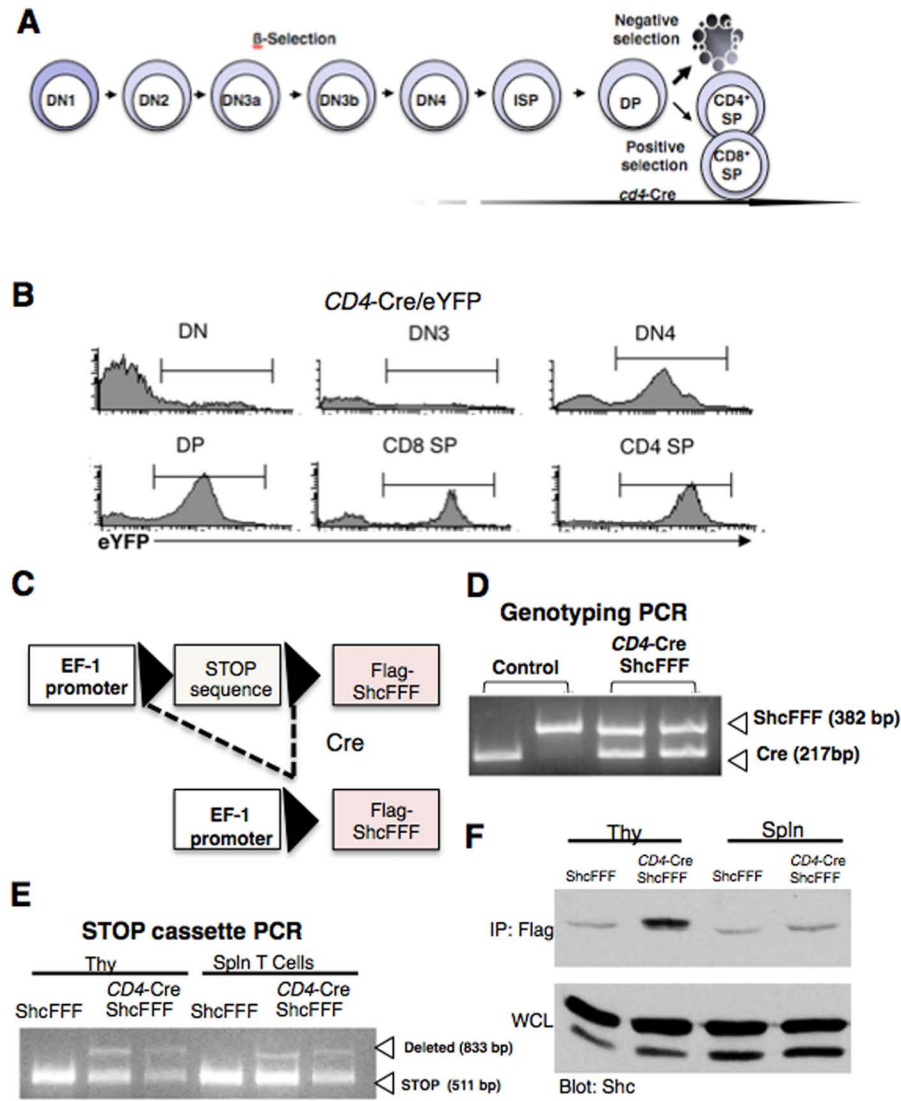 A
ß-Selection
Negative
selection
DN1
DN2
DN3a
DN3b
DN4
ISP
DP
CD4+
SP
Positive
selection
CD8+
SP
cd4-Cre
B
CD4-Cre/eYFP
DN
DN3
DN4
DP
CD8 SP
CD4 SP
eYFP
C
EF-1
promoter
STOP
sequence
Flag-
ShcFFF
Cre
EF-1
promoter
Flag-
ShcFFF
D
Genotyping PCR
Control
CD4-Cre
ShcFFF
ShcFFF (382 bp)
Cre (217bp)
E
STOP cassette PCR
Thy
Spln T Cells
ShcFFF
CD4-Cre
ShcFFF
ShcFFF
CD4-Cre
ShcFFF
Deleted (833 bp)
STOP (511 bp)
F
Thy
Spln
ShcFFF
CD4-Cre
ShcFFF
ShcFFF
CD4-Cre
ShcFFF
IP: Flag
WCL
Blot: Shc